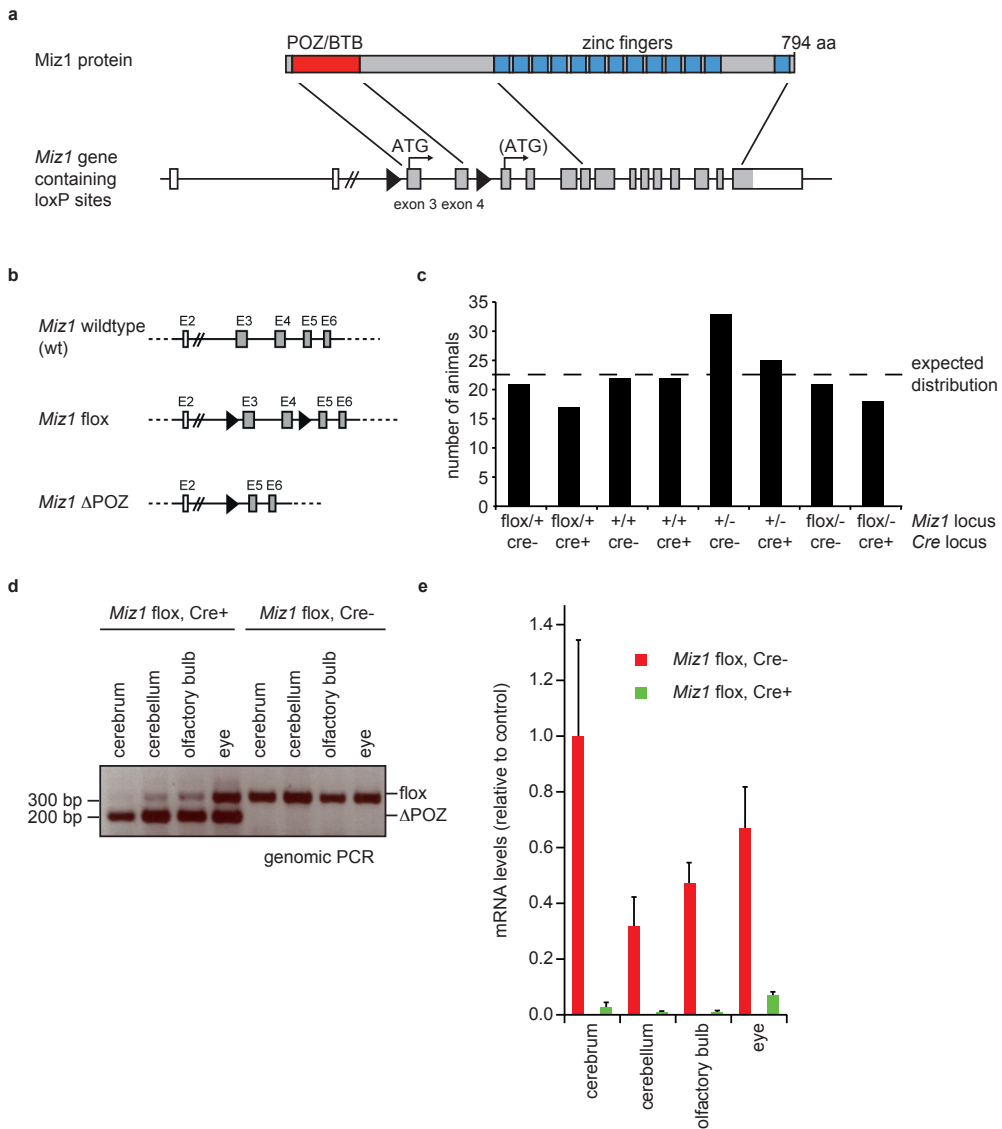 a
POZ/BTB
zinc fingers
794 aa
Miz1 protein
ATG
(ATG)
Miz1 gene
containing
loxP sites
exon 3 exon 4
b
Miz1 wildtype
(wt)
E2 E3 E4 E5 E6
Miz1 flox
E2 E3 E4 E5 E6
Miz1 ΔPOZ
E2 E5 E6
c
number of animals
35
30
25
20
15
10
5
0
expected
distribution
flox/+ flox/+ +/+ +/+ +/- +/- flox/- flox/- Miz1 locus
cre- cre+ cre- cre+ cre- cre+ cre- cre+ Cre locus
d
Miz1 flox, Cre+ Miz1 flox, Cre-
cerebrum
cerebellum
olfactory bulb
eye
cerebrum
cerebellum
olfactory bulb
eye
300 bp
200 bp
flox
ΔPOZ
genomic PCR
e
mRNA levels (relative to control)
1.4
1.2
1.0
0.8
0.6
0.4
0.2
0.0
Miz1 flox, Cre-
Miz1 flox, Cre+
cerebrum
cerebellum
olfactory bulb
eye